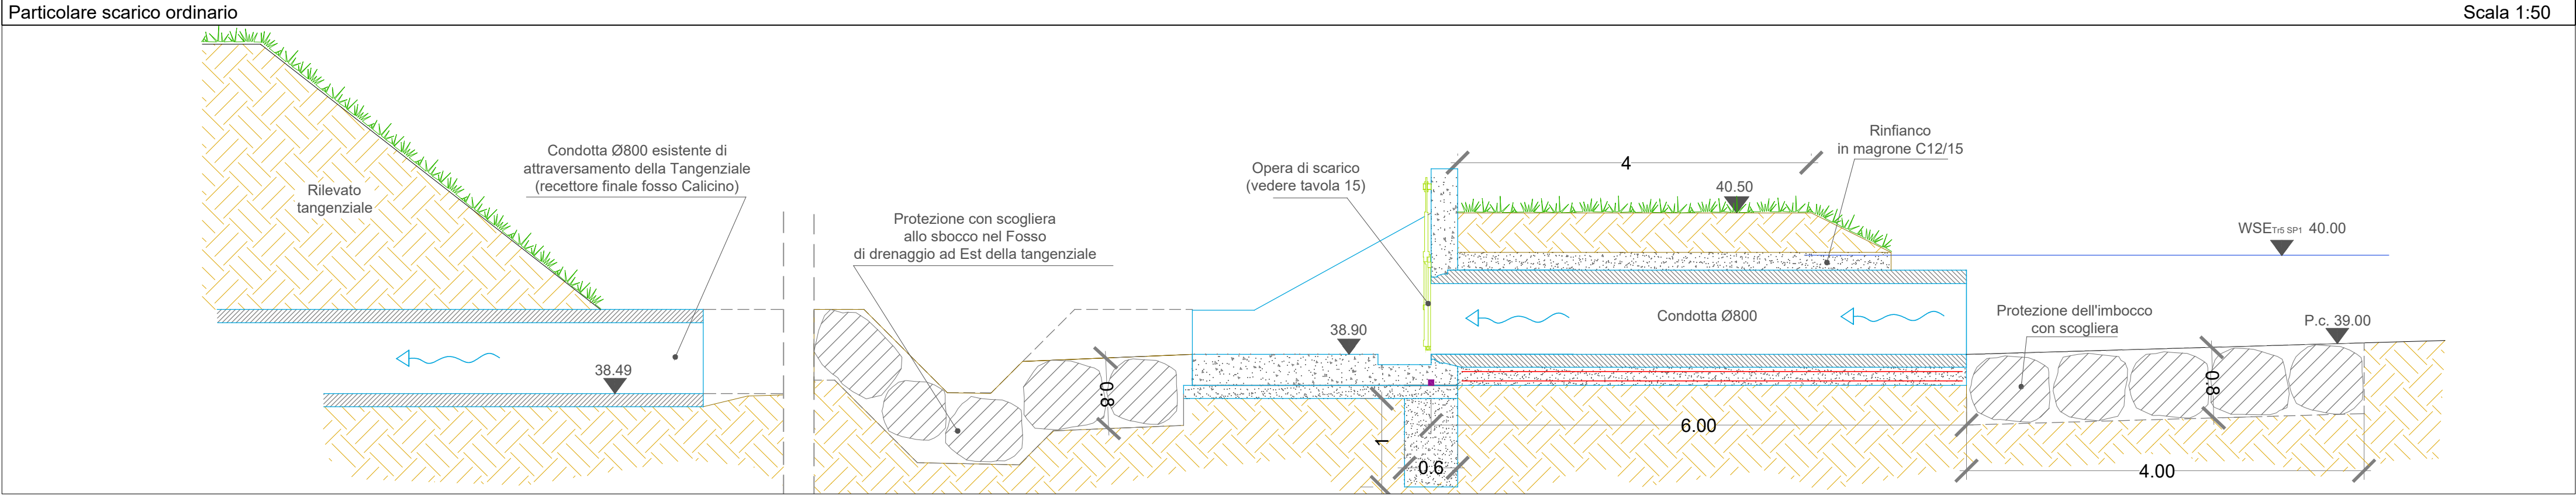 Particolare scarico ordinario
Scala 1:50
Rilevato
tangenziale
Condotta Ø800 esistente di
attraversamento della Tangenziale
(recettore finale fosso Calicino)
38.49
Protezione con scogliera
allo sbocco nel Fosso
di drenaggio ad Est della tangenziale
0.8
Opera di scarico
(vedere tavola 15)
38.90
1
0.6
4
40.50
Rinfianco
in magrone C12/15
Condotta Ø800
6.00
WSETr5 SP1 40.00
Protezione dell'imbocco
con scogliera
P.c. 39.00
0.8
4.00